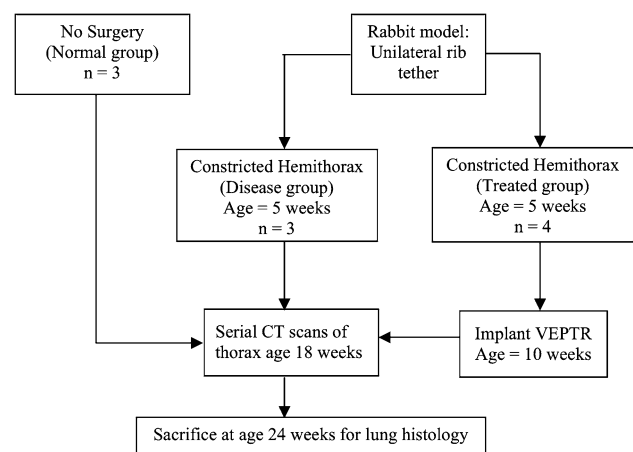 No Surgery
(Normal group)
n = 3
Rabbit model:
Unilateral rib
tether
Constricted Hemithorax
(Disease group)
Age = 5 weeks
n = 3
Constricted Hemithorax
(Treated group)
Age = 5 weeks
n = 4
Serial CT scans of
thorax age 18 weeks
Implant VEPTR
Age = 10 weeks
Sacrifice at age 24 weeks for lung histology